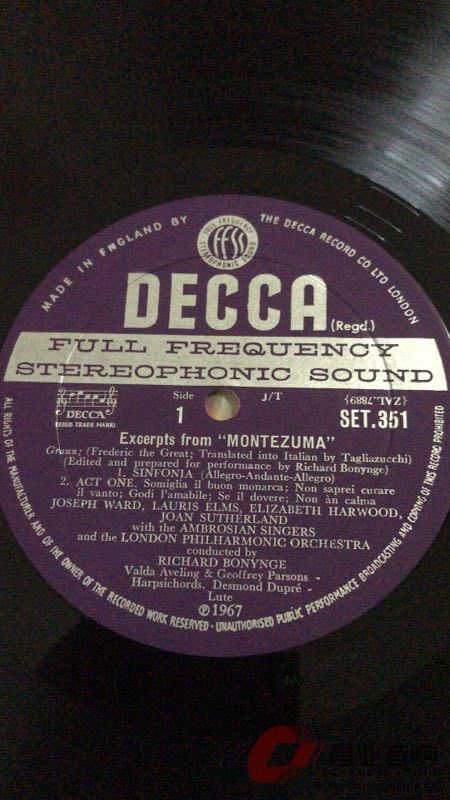 MADE IN ENGLAND BY
THE DECCA RECORD CO LTD LONDON
FULL FREQUENCY
ffss
STEREOPHONIC SOUND
DECCA
(Regd.)
FULL FREQUENCY
STEREOPHONIC SOUND
DECCA
(REGD TRADE MARK)
Side
1
J/T
{ZAL.7889}
SET.351
Excerpts from "MONTEZUMA"
Graun; (Frederic the Great; Translated into Italian by Tagliazucchi)
(Edited and prepared for performance by Richard Bonynge)
1. SINFONIA (Allegro-Andante-Allegro)
2. ACT ONE. Somiglia il buon monarca; Non saprei curare
il vanto; Godi l'amabile; Se il dovere; Non àn calma
JOSEPH WARD, LAURIS ELMS, ELIZABETH HARWOOD,
JOAN SUTHERLAND
with the AMBROSIAN SINGERS
and the LONDON PHILHARMONIC ORCHESTRA
conducted by
RICHARD BONYNGE
Valda Aveling & Geoffrey Parsons -
Harpsichords. Desmond Dupré -
Lute
℗1967
ALL RIGHTS OF THE MANUFACTURER AND OF THE OWNER OF THE RECORDED WORK RESERVED · UNAUTHORISED PUBLIC PERFORMANCE BROADCASTING AND COPYING OF THIS RECORD PROHIBITED